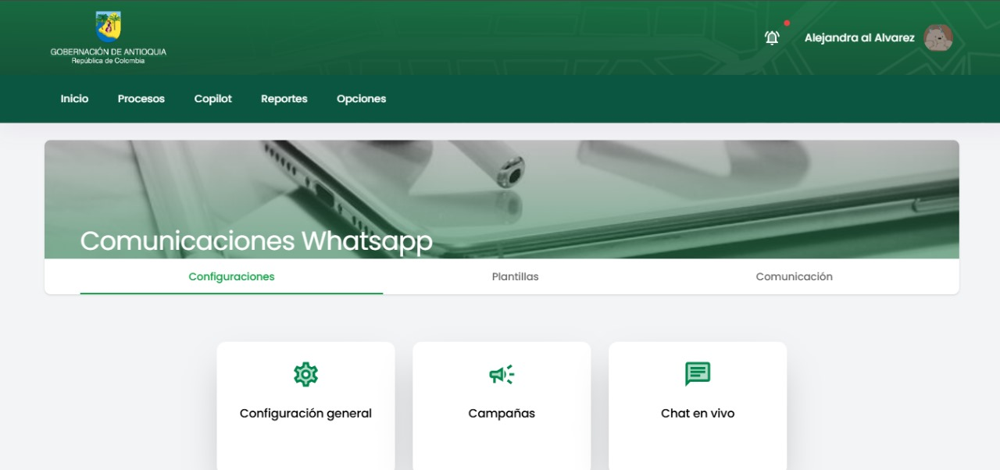 GOBERNACIÓN DE ANTIOQUIA
República de Colombia
Alejandra al Alvarez
Inicio Procesos Copilot Reportes Opciones
Comunicaciones Whatsapp
Configuraciones Plantillas Comunicación
Configuración general Campañas Chat en vivo